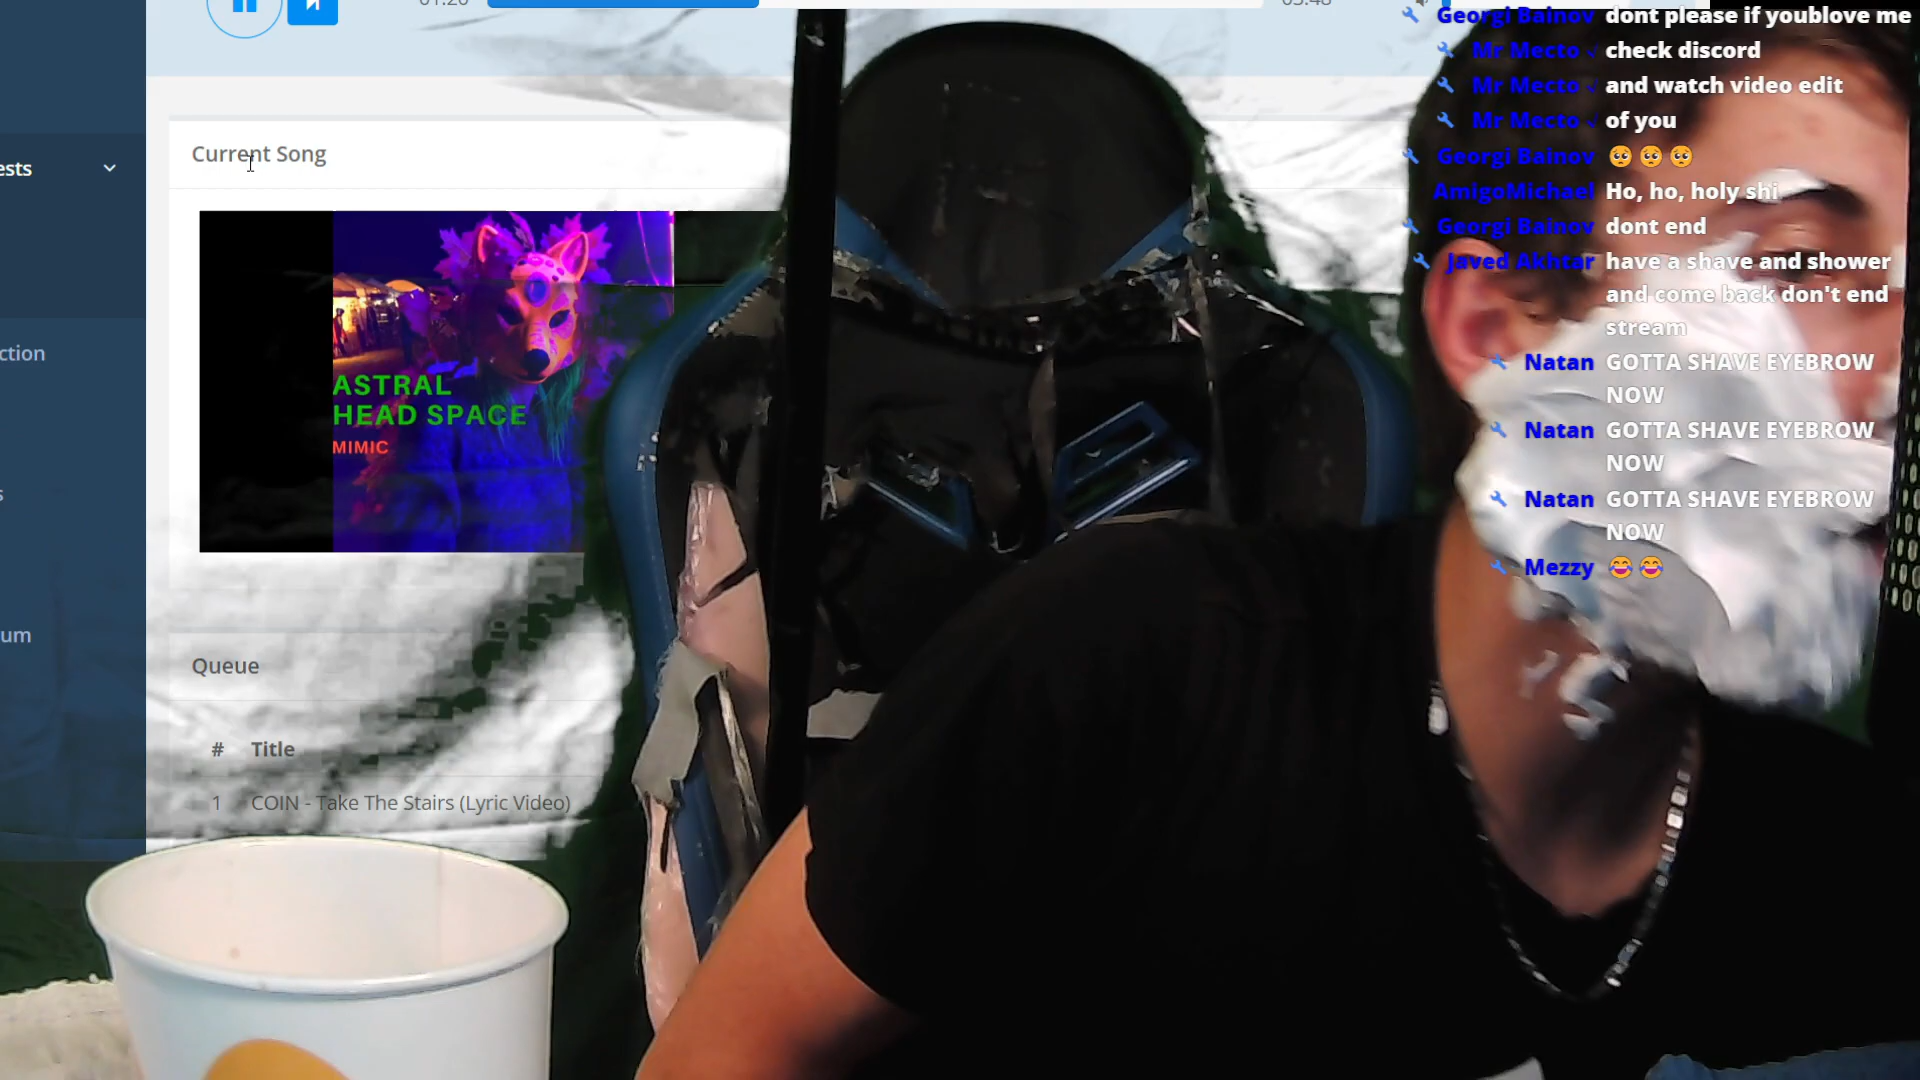 01:20
03:48
ests
Current Song
ASTRAL
HEAD SPACE
MIMIC
ction
s
um
Queue
# Title
1 COIN - Take The Stairs (Lyric Video)
Georgi Bainov dont please if youblove me
Mr Mecto ✓ check discord
Mr Mecto ✓ and watch video edit
Mr Mecto ✓ of you
Georgi Bainov 🥺 🥺 🥺
AmigoMichael Ho, ho, holy shi
Georgi Bainov dont end
Javed Akhtar have a shave and shower
and come back don't end
stream
Natan GOTTA SHAVE EYEBROW
NOW
Natan GOTTA SHAVE EYEBROW
NOW
Natan GOTTA SHAVE EYEBROW
NOW
Mezzy 😂 😂